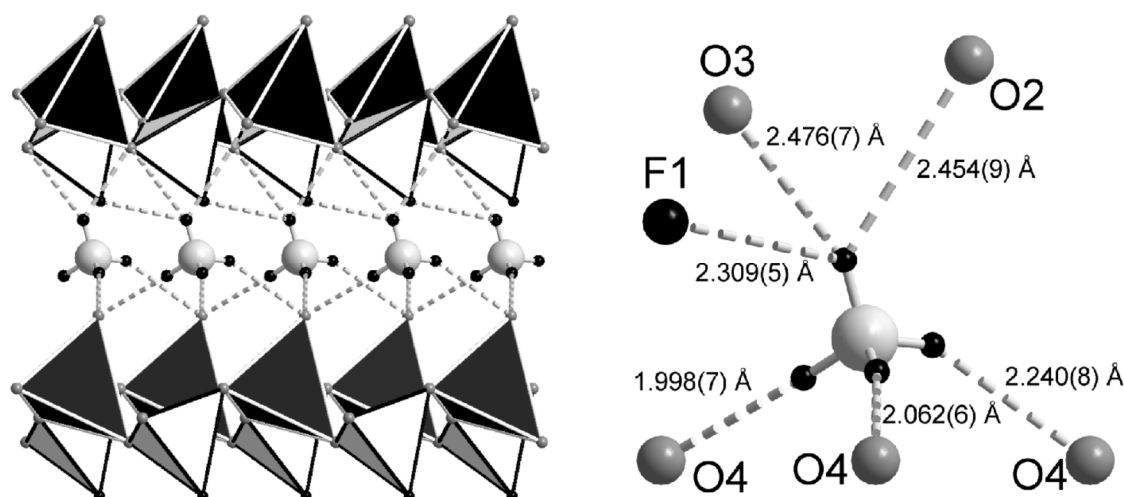 O3
O2
2.476(7) Å
2.454(9) Å
F1
2.309(5) Å
1.998(7) Å
2.240(8) Å
2.062(6) Å
O4
O4
O4